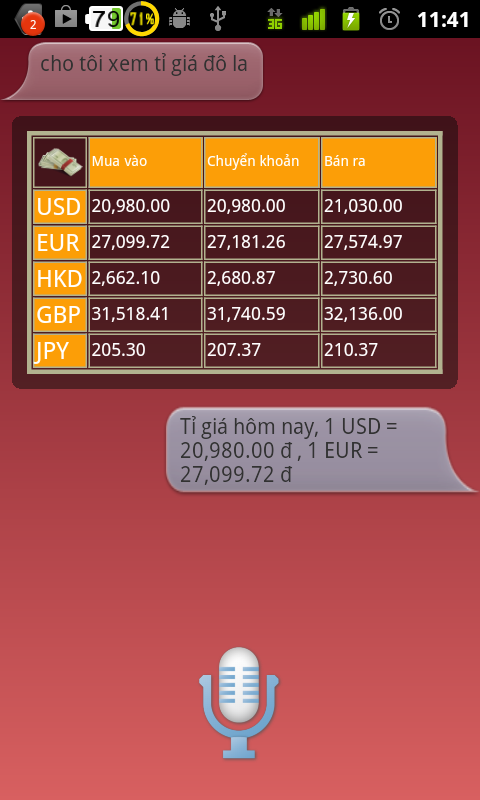 2
79
71%
3G
11:41
cho tôi xem tỉ giá đô la
Mua vào Chuyển khoản Bán ra
USD 20,980.00 20,980.00 21,030.00
EUR 27,099.72 27,181.26 27,574.97
HKD 2,662.10 2,680.87 2,730.60
GBP 31,518.41 31,740.59 32,136.00
JPY 205.30 207.37 210.37
Tỉ giá hôm nay, 1 USD =
20,980.00 đ , 1 EUR =
27,099.72 đ